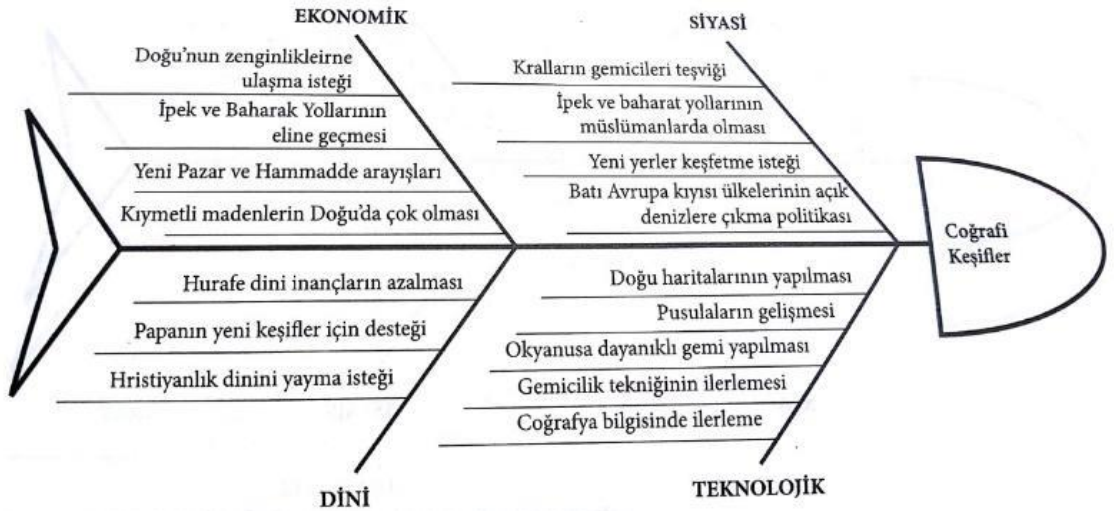 EKONOMİK
Doğu'nun zenginlikleirne
ulaşma isteği
İpek ve Baharak Yollarının
eline geçmesi
Yeni Pazar ve Hammadde arayışları
Kıymetli madenlerin Doğu'da çok olması
SİYASİ
Kralların gemicileri teşviği
İpek ve baharat yollarının
müslümanlarda olması
Yeni yerler keşfetme isteği
Batı Avrupa kıyısı ülkelerinin açık
denizlere çıkma politikası
Coğrafi
Keşifler
Hurafe dini inançların azalması
Papanın yeni keşifler için desteği
Hristiyanlık dinini yayma isteği
DİNİ
Doğu haritalarının yapılması
Pusulaların gelişmesi
Okyanusa dayanıklı gemi yapılması
Gemicilik tekniğinin ilerlemesi
Coğrafya bilgisinde ilerleme
TEKNOLOJİK